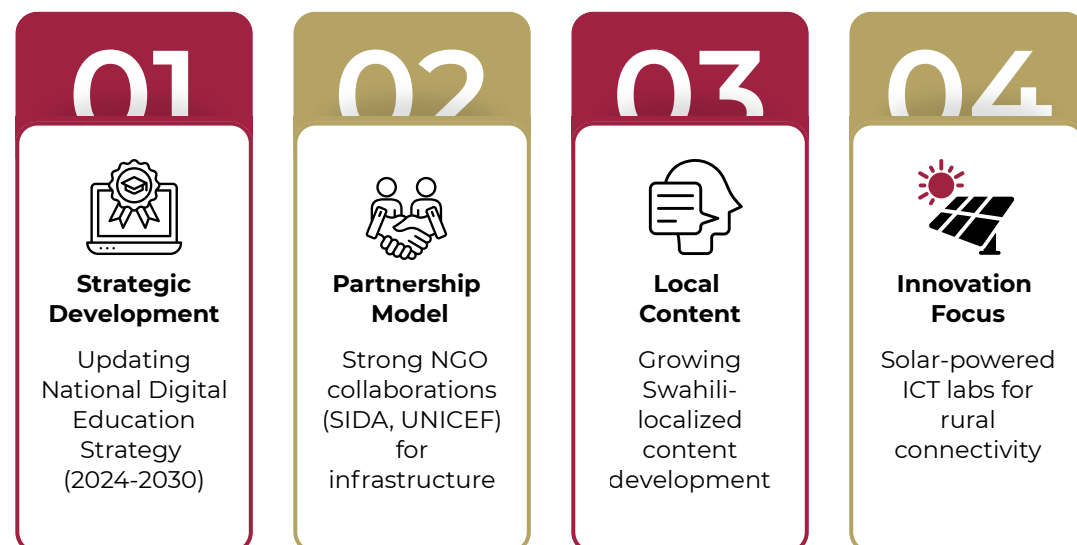 01
Strategic
Development
Updating
National Digital
Education
Strategy
(2024-2030)
02
Partnership
Model
Strong NGO
collaborations
(SIDA, UNICEF)
for
infrastructure
03
Local
Content
Growing
Swahili-
localized
content
development
04
Innovation
Focus
Solar-powered
ICT labs for
rural
connectivity